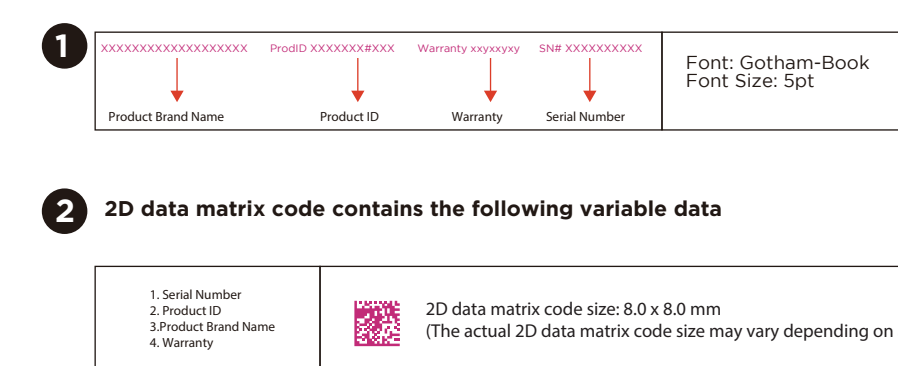 1
XXXXXXXXXXXXXXXXXXX ProdID XXXXXXX#XXX Warranty xxyxxyxy SN# XXXXXXXXXX
Product Brand Name Product ID Warranty Serial Number
Font: Gotham-Book
Font Size: 5pt
2 2D data matrix code contains the following variable data
1. Serial Number
2. Product ID
3.Product Brand Name
4. Warranty
2D data matrix code size: 8.0 x 8.0 mm
(The actual 2D data matrix code size may vary depending on